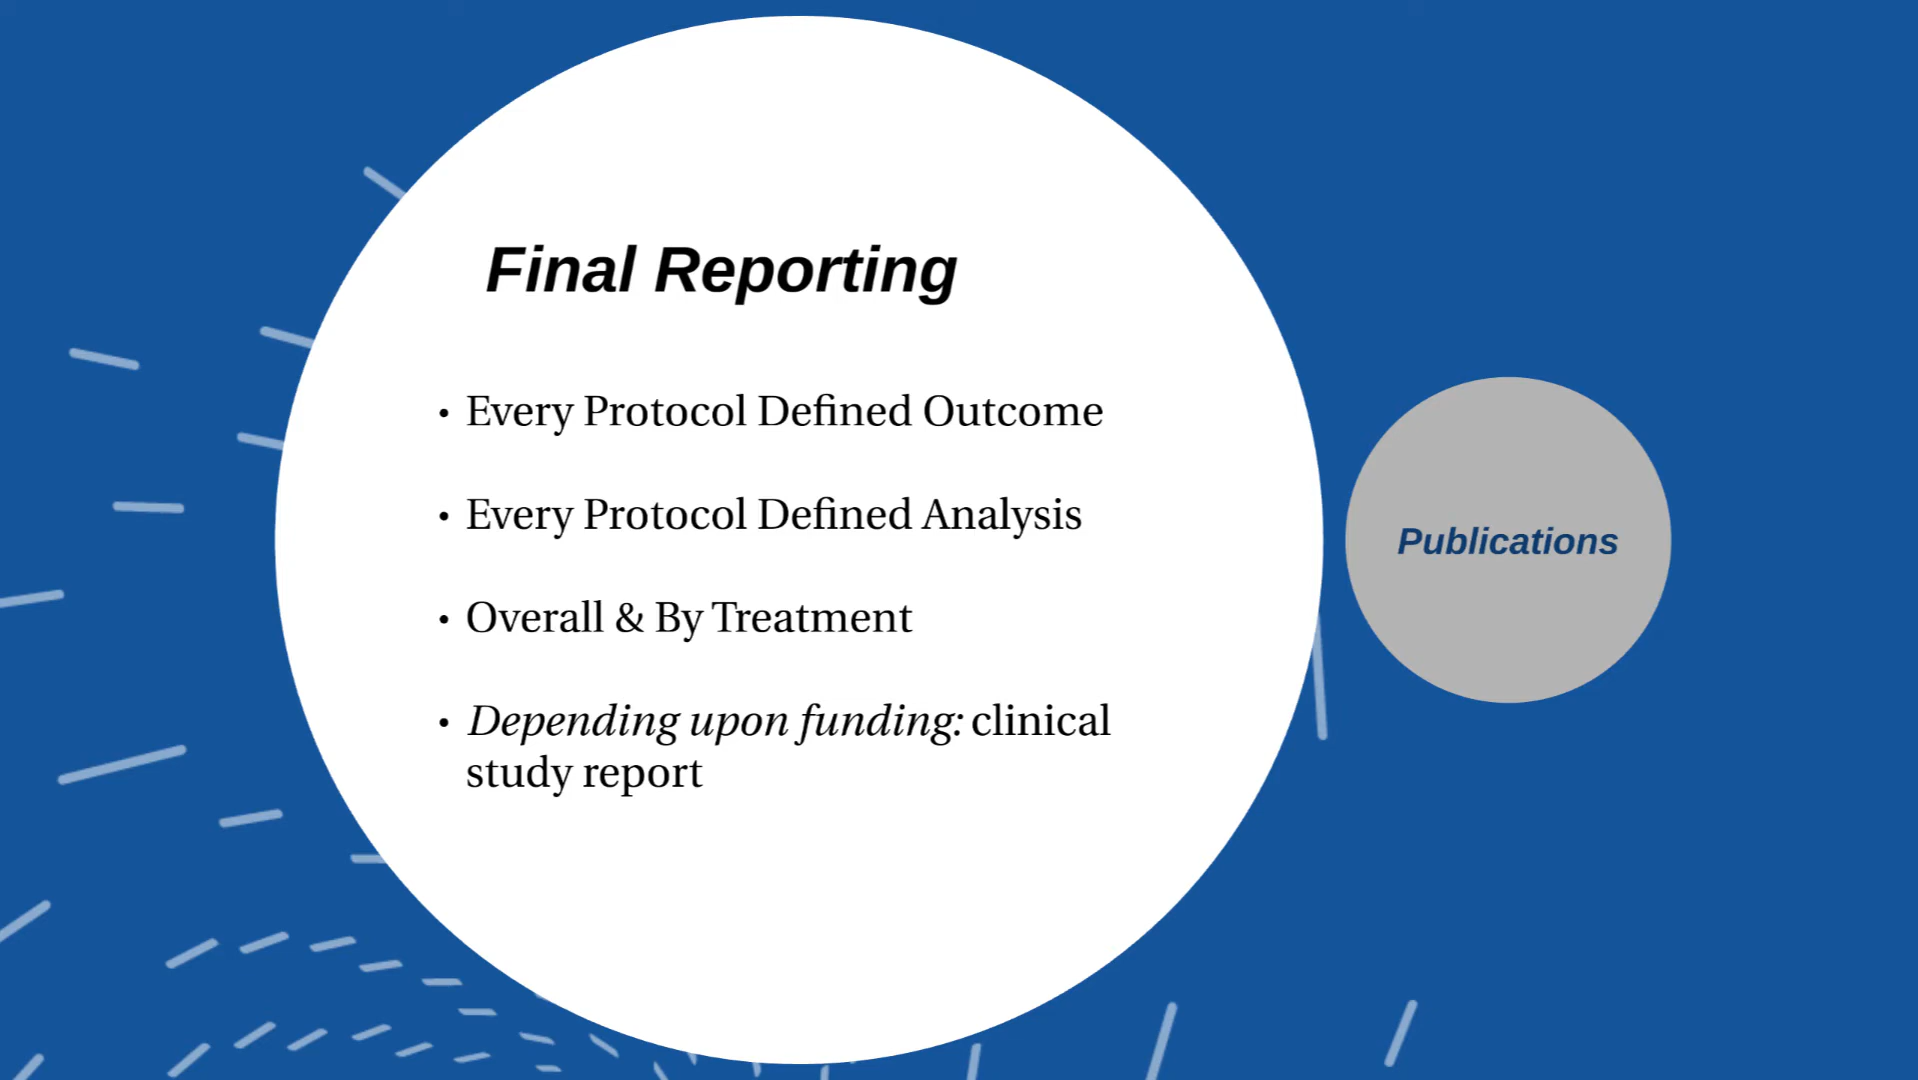 Final Reporting
• Every Protocol Defined Outcome
• Every Protocol Defined Analysis
• Overall & By Treatment
• Depending upon funding: clinical
study report
Publications